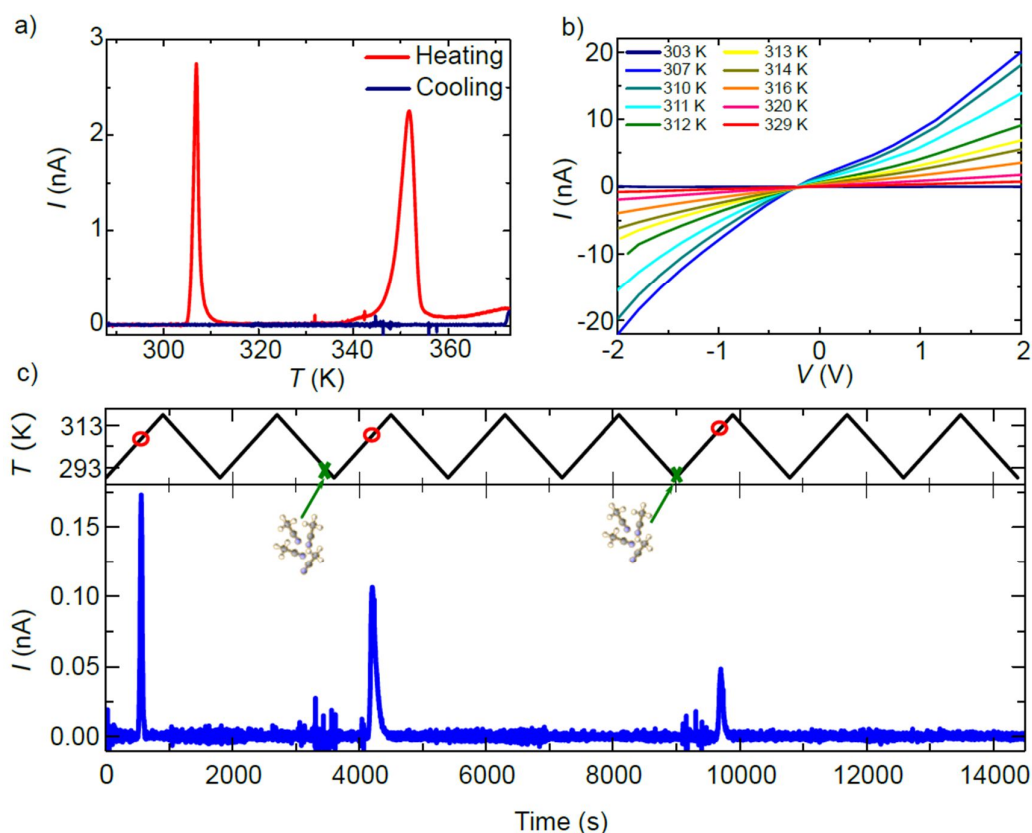 a)
3
2
1
0
I (nA)
Heating
Cooling
300 320 340 360
T (K)
b)
20
10
0
-10
-20
I (nA)
303 K 313 K
307 K 314 K
310 K 316 K
311 K 320 K
312 K 329 K
-2 -1 0 1 2
V (V)
c)
T (K)
313
293
I (nA)
0.15
0.10
0.05
0.00
0 2000 4000 6000 8000 10000 12000 14000
Time (s)